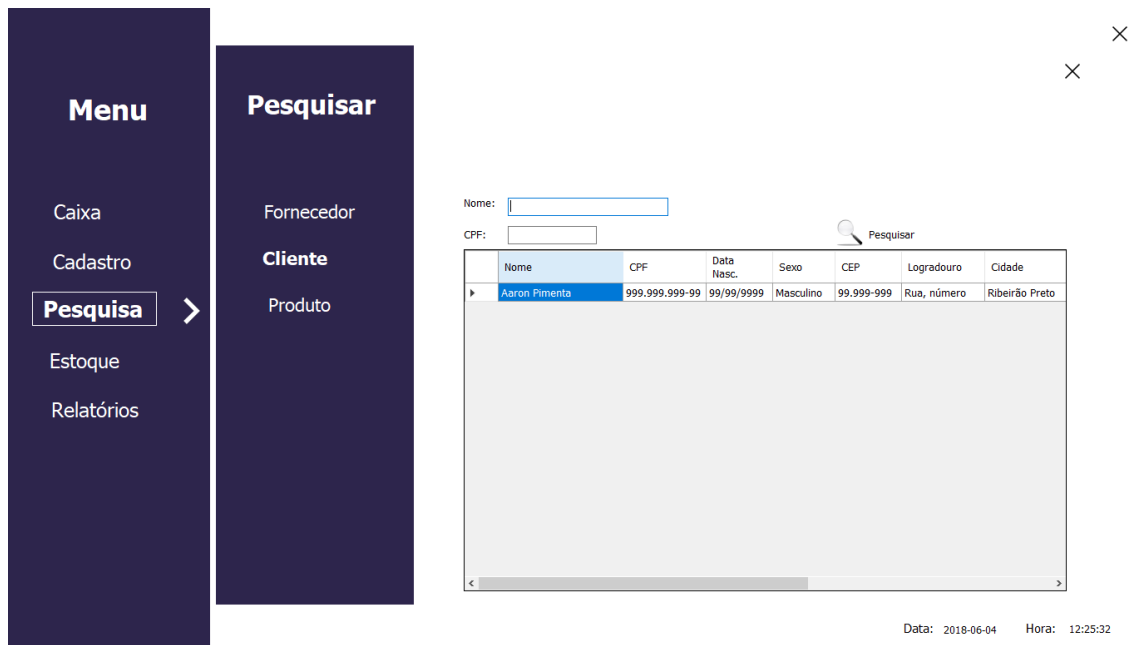 Menu
Caixa
Cadastro
Pesquisa
Estoque
Relatórios
Pesquisar
Fornecedor
Cliente
Produto
Nome:
CPF:
Pesquisar
Nome CPF Data Nasc. Sexo CEP Logradouro Cidade
Aaron Pimenta 999.999.999-99 99/99/9999 Masculino 99.999-999 Rua, número Ribeirão Preto
Data: 2018-06-04 Hora: 12:25:32